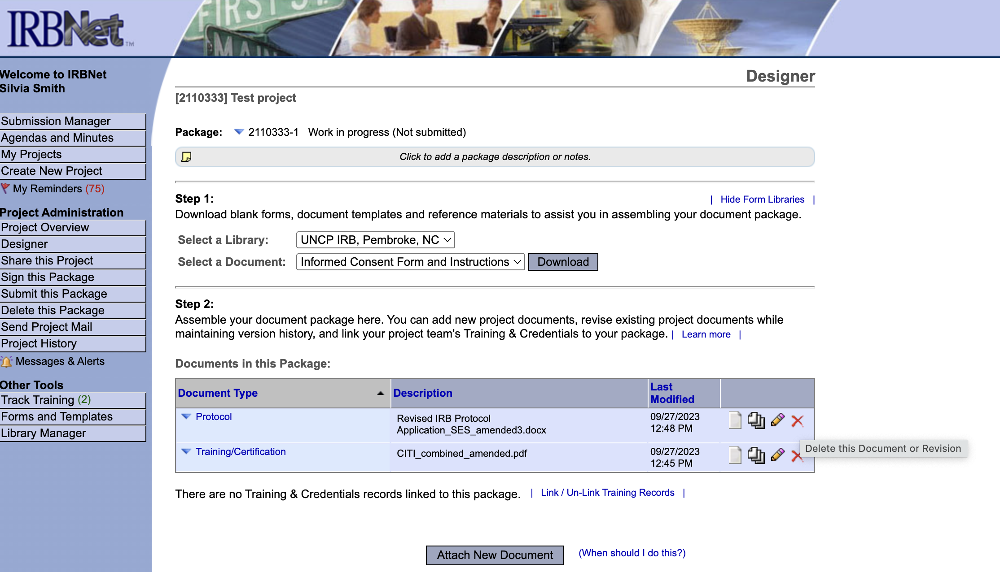 FIRST ST.
MAIN
IRBNet™
Welcome to IRBNet
Silvia Smith
Submission Manager
Agendas and Minutes
My Projects
Create New Project
My Reminders (75)
Project Administration
Project Overview
Designer
Share this Project
Sign this Package
Submit this Package
Delete this Package
Send Project Mail
Project History
Messages & Alerts
Other Tools
Track Training (2)
Forms and Templates
Library Manager
Designer
[2110333] Test project
Package: 2110333-1 Work in progress (Not submitted)
Click to add a package description or notes.
Step 1:
| Hide Form Libraries |
Download blank forms, document templates and reference materials to assist you in assembling your document package.
Select a Library: UNCP IRB, Pembroke, NC
Select a Document: Informed Consent Form and Instructions Download
Step 2:
Assemble your document package here. You can add new project documents, revise existing project documents while
maintaining version history, and link your project team's Training & Credentials to your package. | Learn more |
Documents in this Package:
Document Type Description Last
Modified
Protocol Revised IRB Protocol 09/27/2023
Application_SES_amended3.docx 12:48 PM
Training/Certification CITI_combined_amended.pdf 09/27/2023
12:45 PM
Delete this Document or Revision
There are no Training & Credentials records linked to this package. | Link / Un-Link Training Records |
Attach New Document (When should I do this?)